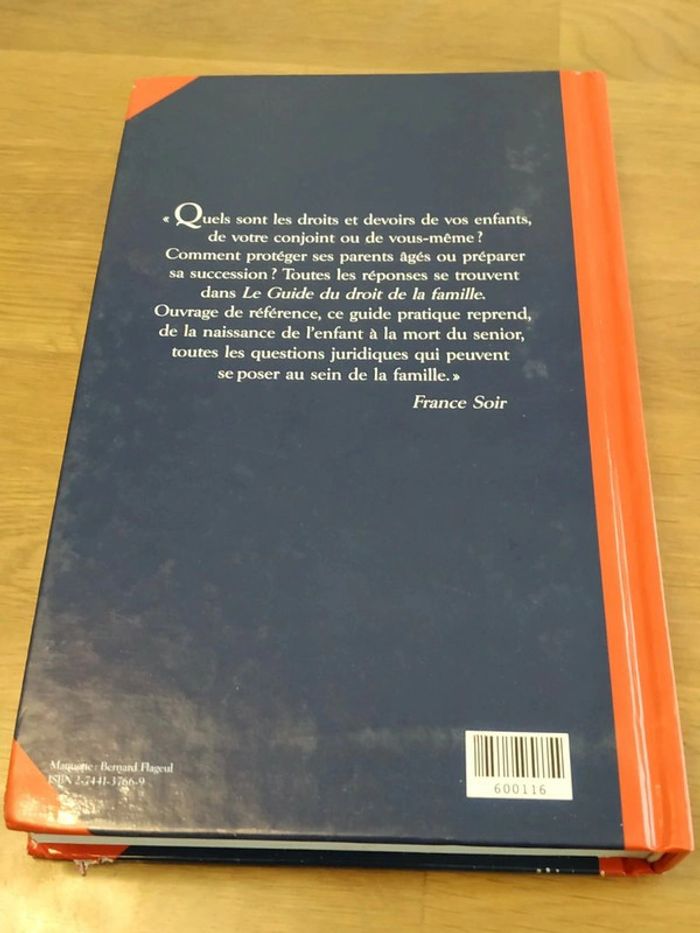 « Quels sont les droits et devoirs de vos enfants,
de votre conjoint ou de vous-même ?
Comment protéger ses parents âgés ou préparer
sa succession ? Toutes les réponses se trouvent
dans Le Guide du droit de la famille.
Ouvrage de référence, ce guide pratique reprend,
de la naissance de l'enfant à la mort du senior,
toutes les questions juridiques qui peuvent
se poser au sein de la famille. »
France Soir
Maquette : Bernard Flageul
ISBN 2-7441-3766-9
600116